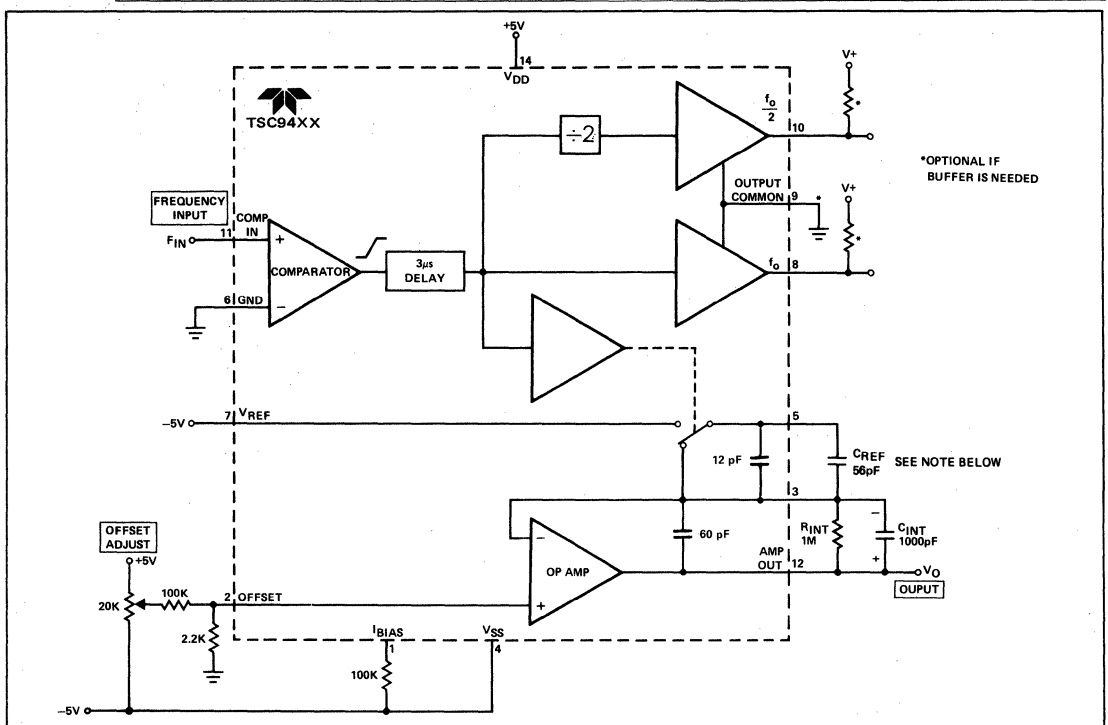 +5V
14
VDD
TSC94XX
÷2
fo
2
10
V+
*
*OPTIONAL IF
BUFFER IS NEEDED
OUTPUT
COMMON
9
*
V+
*
FREQUENCY
INPUT
COMP
IN
11
FIN
+
COMPARATOR
3μs
DELAY
fo
8
6
GND
−
−5V
7
VREF
5
12 pF
CREF
56pF
SEE NOTE BELOW
3
OFFSET
ADJUST
+5V
−
60 pF
RINT
1M
−
CINT
1000pF
+
AMP
OUT
12
VO
OUPUT
OP AMP
+
20K
100K
2
OFFSET
2.2K
IBIAS
1
VSS
4
100K
−5V